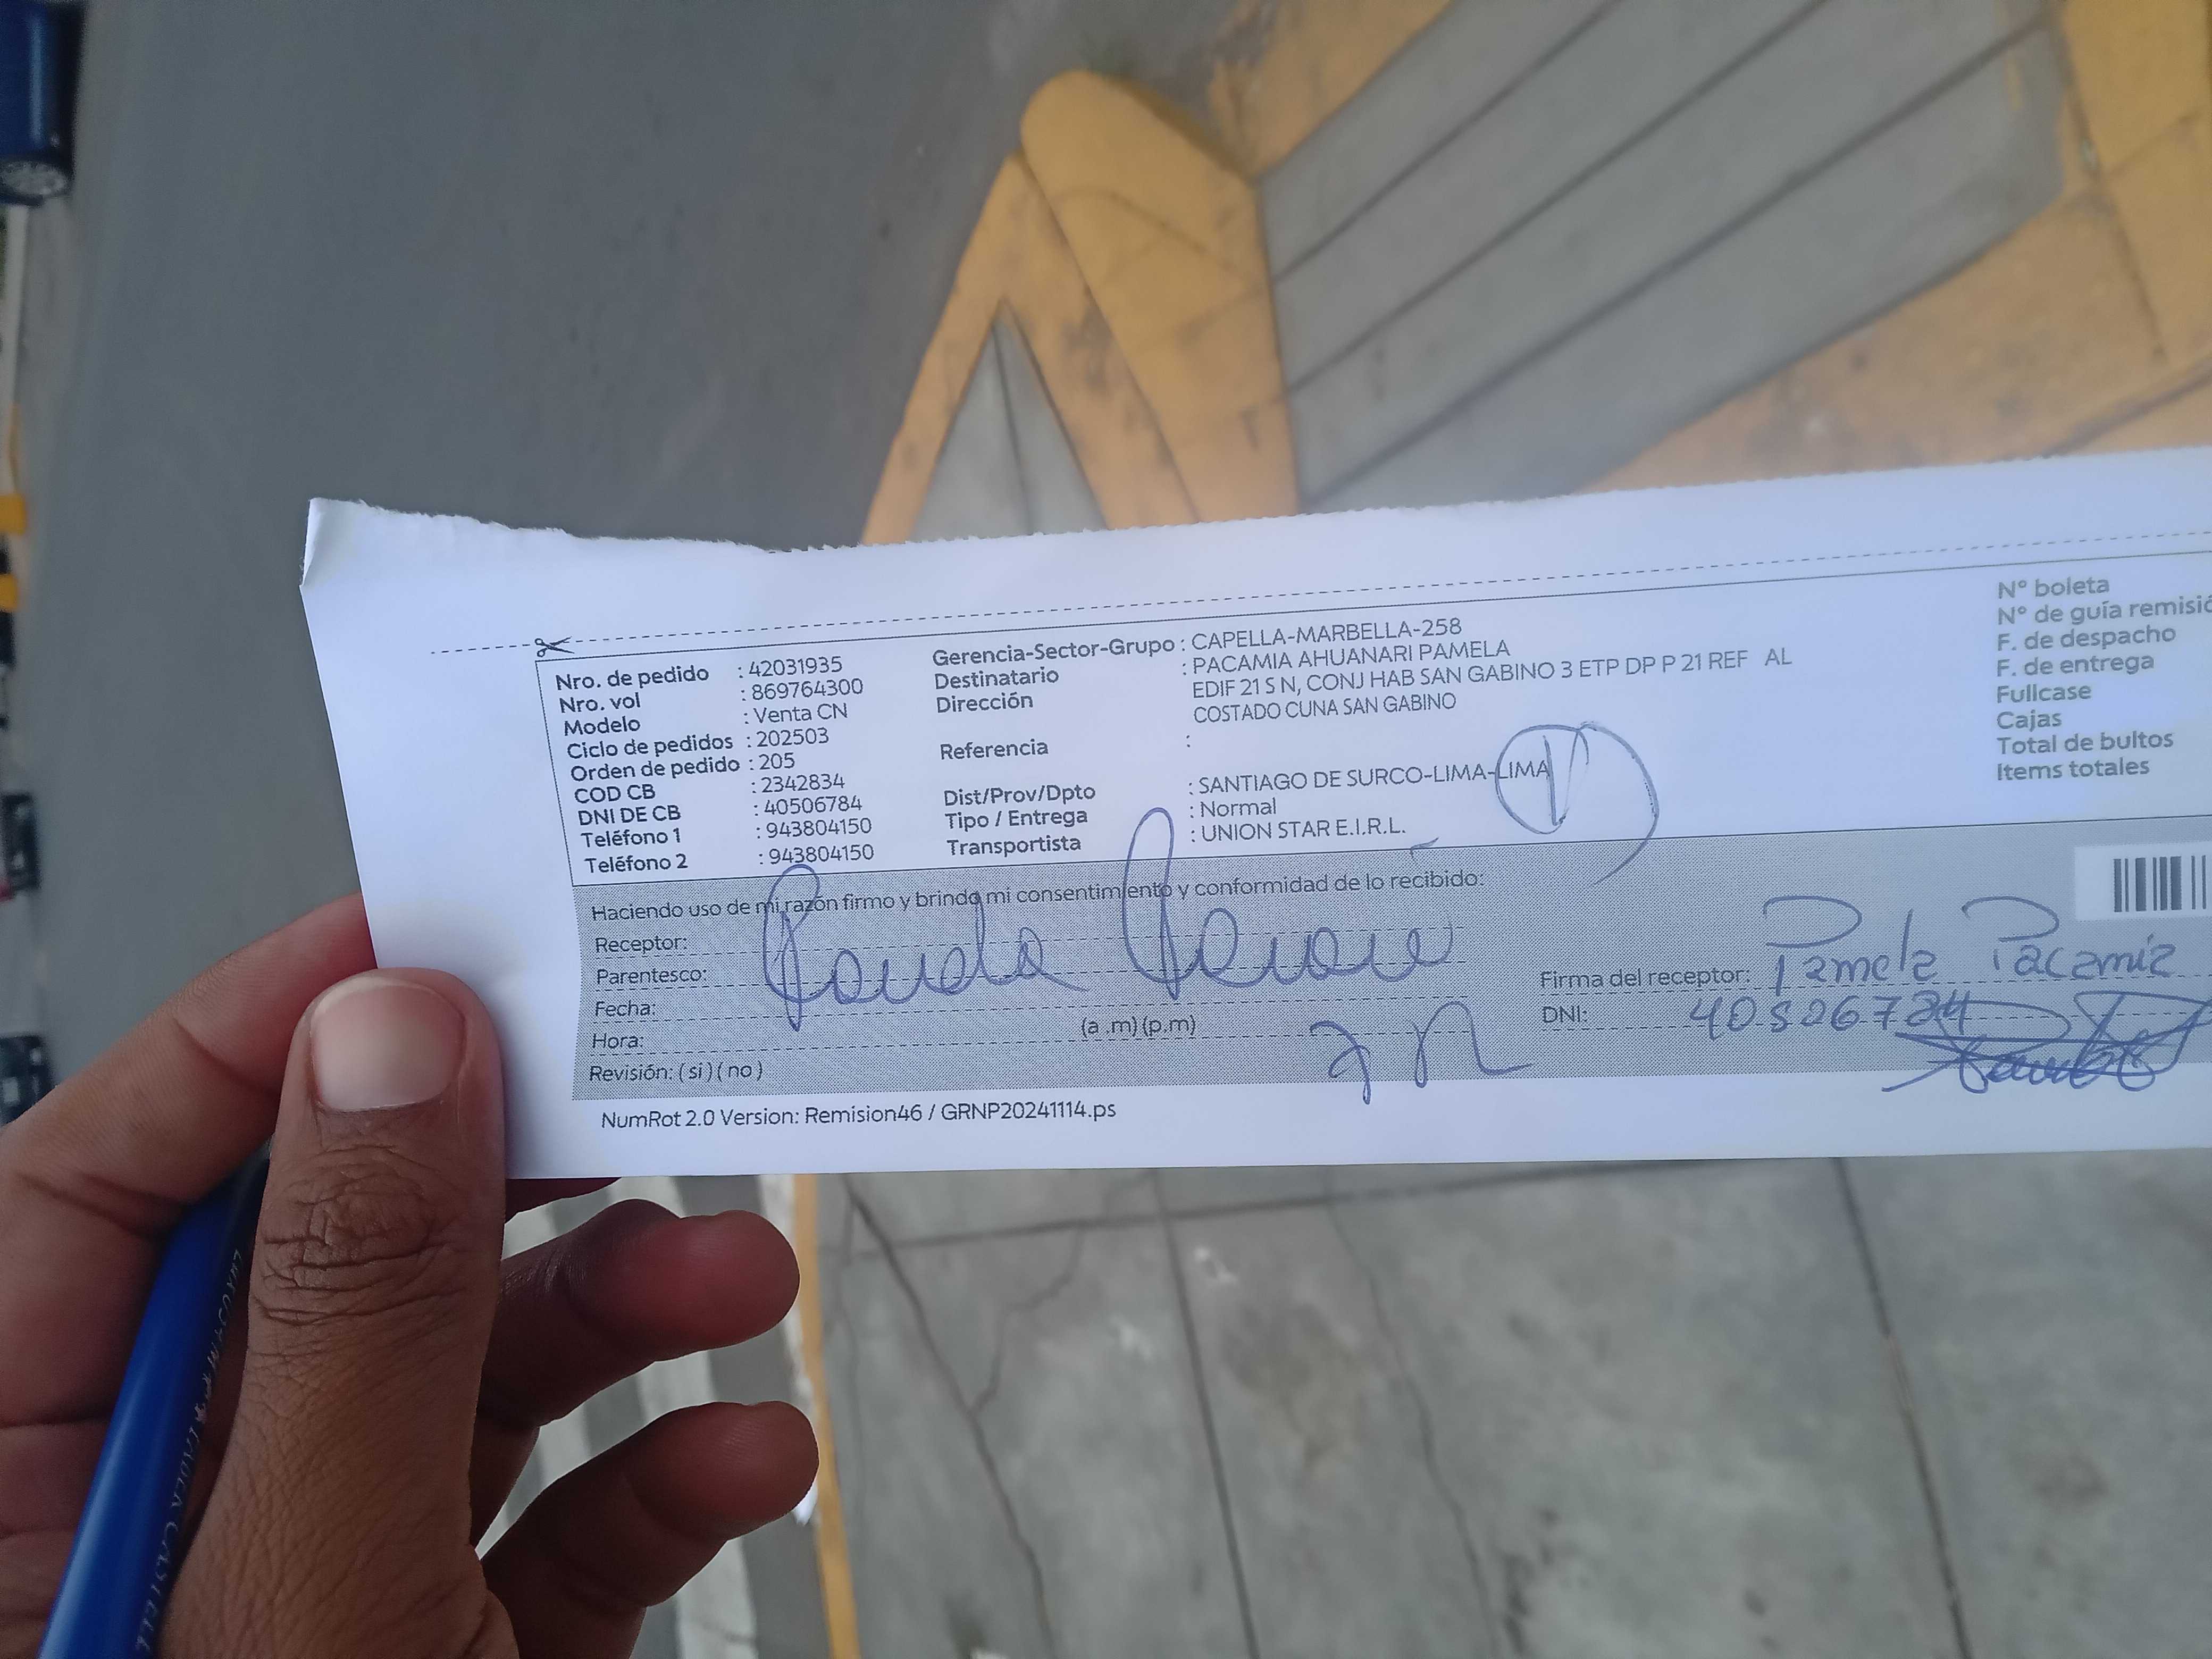 Nro. de pedido : 42031935
Nro. vol : 869764300
Modelo : Venta CN
Ciclo de pedidos : 202503
Orden de pedido : 205
COD CB : 2342834
DNI DE CB : 40506784
Teléfono 1 : 943804150
Teléfono 2 : 943804150
Gerencia-Sector-Grupo : CAPELLA-MARBELLA-258
Destinatario : PACAMIA AHUANARI PAMELA
Dirección EDIF 21 S N, CONJ HAB SAN GABINO 3 ETP DP P 21 REF AL
COSTADO CUNA SAN GABINO
Referencia :
Dist/Prov/Dpto : SANTIAGO DE SURCO-LIMA-LIMA
Tipo / Entrega : Normal
Transportista : UNION STAR E.I.R.L.
N° boleta
N° de guía remisió
F. de despacho
F. de entrega
Fullcase
Cajas
Total de bultos
Items totales
Haciendo uso de mi razón firmo y brindo mi consentimiento y conformidad de lo recibido:
Receptor:
Parentesco:
Fecha:
Hora: (a .m) (p.m)
Revisión: ( si ) ( no )
Firma del receptor: Pamela Pacamia
DNI:
NumRot 2.0 Version: Remision46 / GRNP20241114.ps